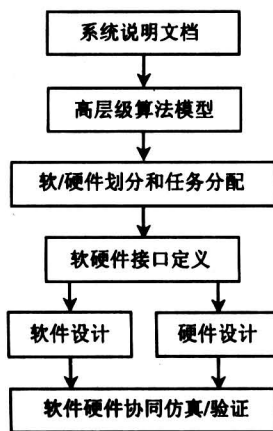 系统说明文档
高层级算法模型
软/硬件划分和任务分配
软硬件接口定义
软件设计
硬件设计
软件硬件协同仿真/验证